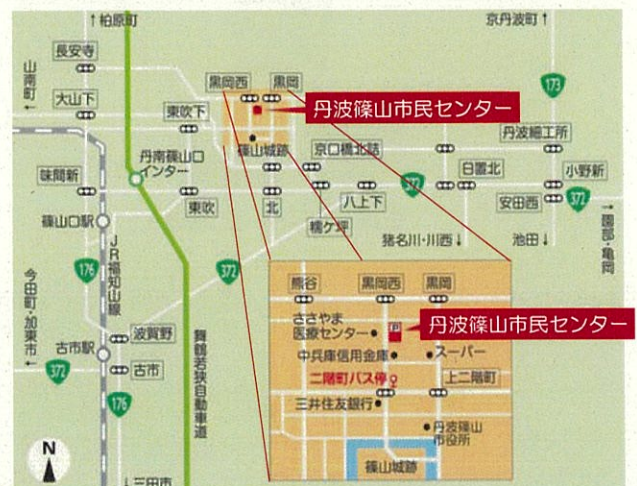 ↑柏原町
京丹波町↑
長安寺
山南町←
大山下
東吹下
黒岡西
黒岡
173
丹波篠山市民センター
篠山城跡
京口橋北詰
丹波細工所
丹南篠山口
インター
味間新
東吹
北
八上下
372
日置北
小野新
安田西
372
→園部・亀岡
糯ケ坪
猪名川・川西↓
池田↓
篠山口駅
JR福知山線
176
372
今田町・加東市←
舞鶴若狭自動車道
波賀野
古市駅
古市
372
176
N
↓三田市
熊谷
黒岡西
黒岡
ささやま
医療センター
P
丹波篠山市民センター
中兵庫信用金庫
スーパー
二階町バス停
上二階町
三井住友銀行
丹波篠山
市役所
篠山城跡